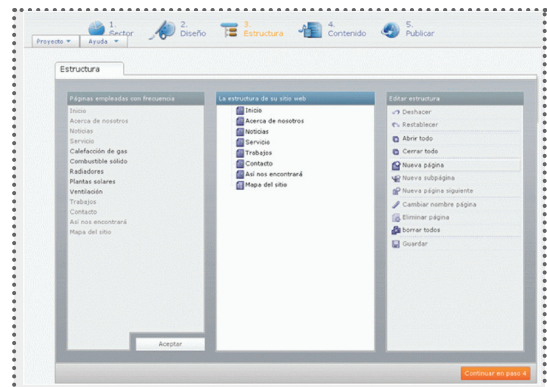 1. Sector
2. Diseño
3. Estructura
4. Contenido
5. Publicar
Proyecto
Ayuda
Estructura
Páginas empleadas con frecuencia
Inicio
Acerca de nosotros
Noticias
Servicio
Calefacción de gas
Combustible sólido
Radiadores
Plantas solares
Ventilación
Trabajos
Contacto
Así nos encontrará
Mapa del sitio
Aceptar
La estructura de su sitio web
Inicio
Acerca de nosotros
Noticias
Servicio
Trabajos
Contacto
Así nos encontrará
Mapa del sitio
Editar estructura
Deshacer
Restablecer
Abrir todo
Cerrar todo
Nueva página
Nueva subpágina
Nueva página siguiente
Cambiar nombre página
Eliminar página
borrar todos
Guardar
Continuar en paso 4